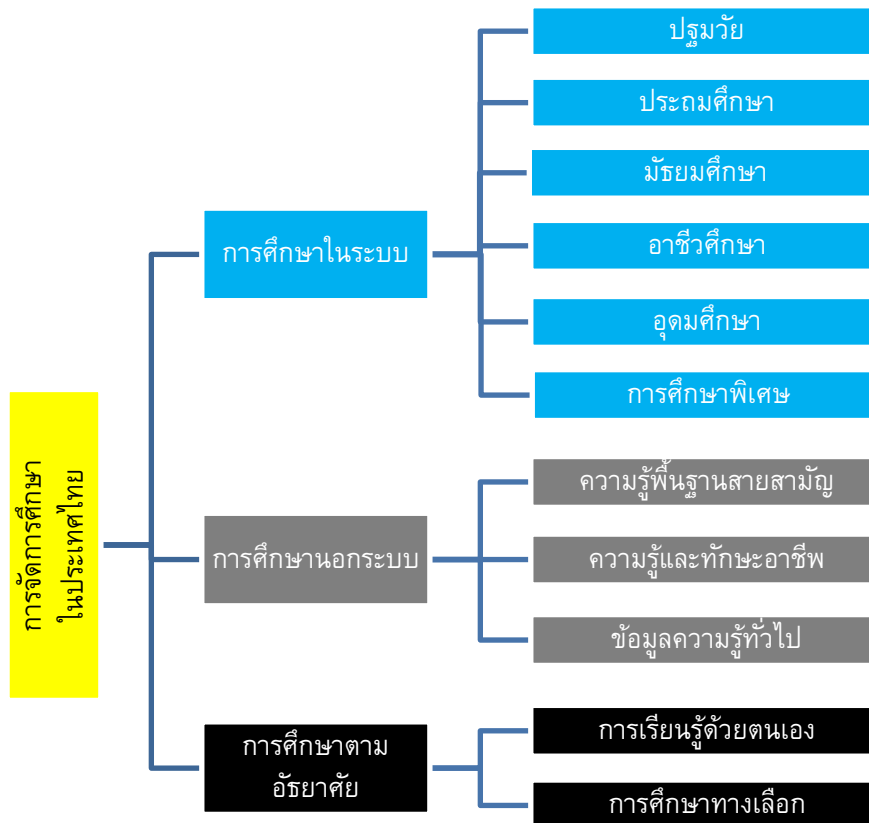 การจัดการศึกษา
ในประเทศไทย
การศึกษาในระบบ
ปฐมวัย
ประถมศึกษา
มัธยมศึกษา
อาชีวศึกษา
อุดมศึกษา
การศึกษาพิเศษ
การศึกษานอกระบบ
ความรู้พื้นฐานสายสามัญ
ความรู้และทักษะอาชีพ
ข้อมูลความรู้ทั่วไป
การศึกษาตาม
อัธยาศัย
การเรียนรู้ด้วยตนเอง
การศึกษาทางเลือก